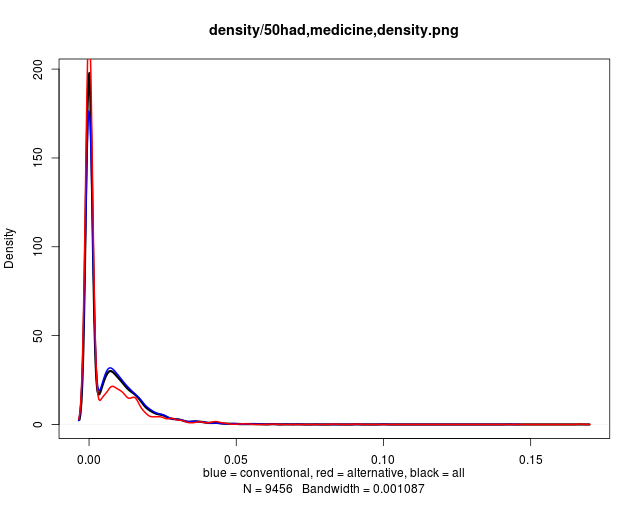 density/50had,medicine,density.png
200
150
100
50
0
Density
0.00 0.05 0.10 0.15
blue = conventional, red = alternative, black = all
N = 9456 Bandwidth = 0.001087